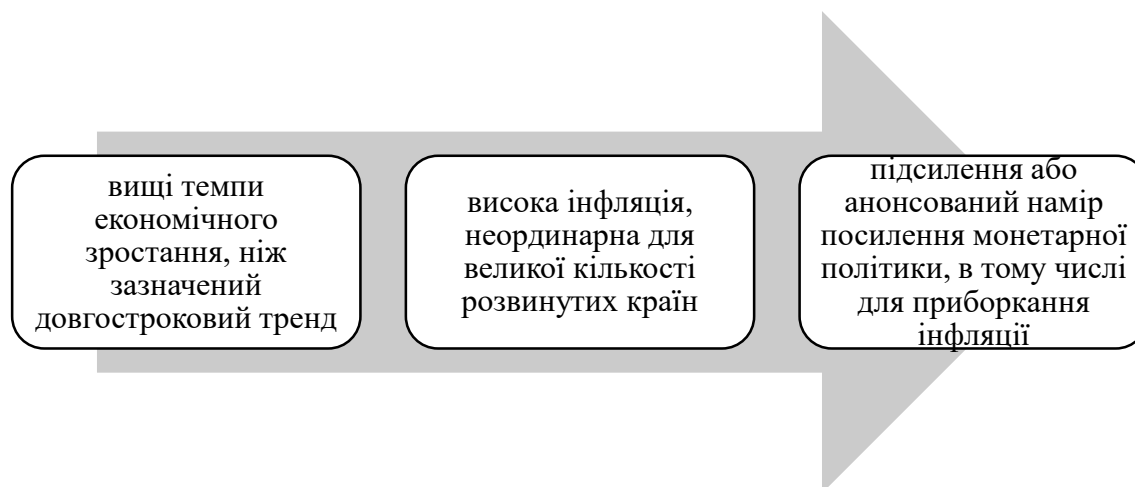 вищі темпи
економічного
зростання, ніж
зазначений
довгостроковий тренд
висока інфляція,
неординарна для
великої кількості
розвинутих країн
підсилення або
анонсований намір
посилення монетарної
політики, в тому числі
для приборкання
інфляції